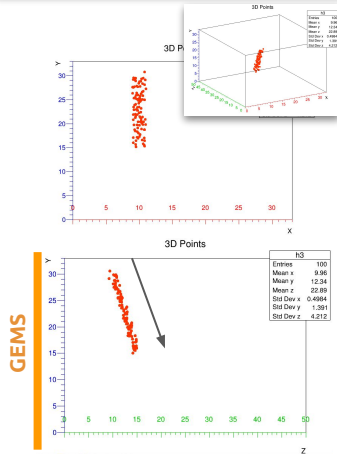 3D Points
h3
Entries 100
Mean x 9.96
Mean y 12.34
Mean z 22.89
Std Dev x 0.4984
Std Dev y 1.391
Std Dev z 4.212
X
3D P
Y
30
25
20
15
10
5
0
0 5 10 15 20 25 30
X
GEMS
3D Points
h3
Entries 100
Mean x 9.96
Mean y 12.34
Mean z 22.89
Std Dev x 0.4984
Std Dev y 1.391
Std Dev z 4.212
Y
30
25
20
15
10
5
0
0 5 10 15 20 25 30 35 40 45 50
Z